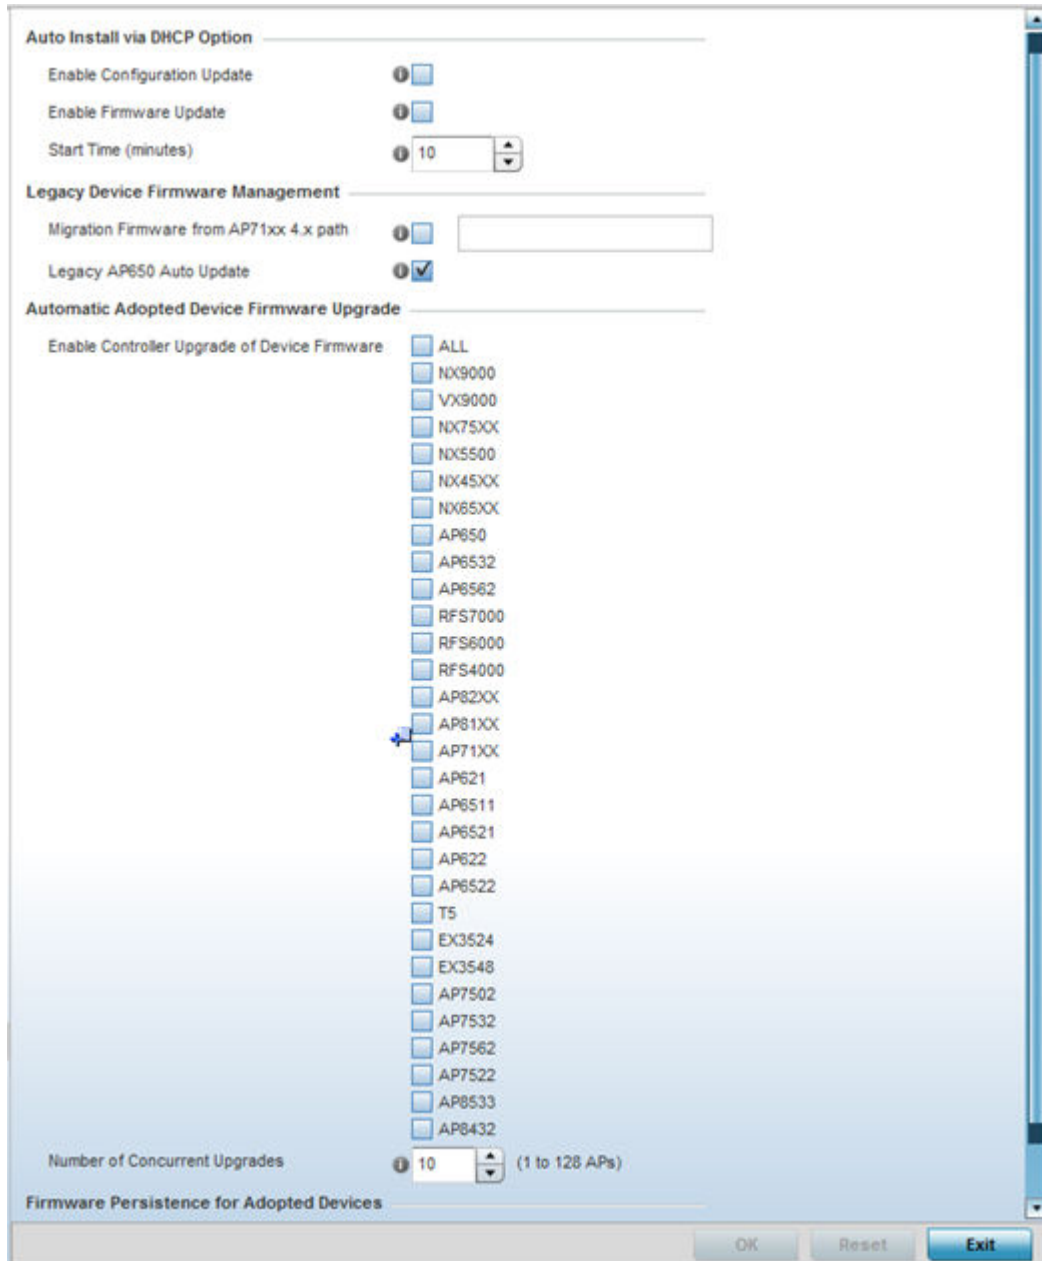 Auto Install via DHCP Option
Enable Configuration Update
Enable Firmware Update
Start Time (minutes) 10
Legacy Device Firmware Management
Migration Firmware from AP71xx 4.x path
Legacy AP650 Auto Update
Automatic Adopted Device Firmware Upgrade
Enable Controller Upgrade of Device Firmware ALL
NX9000
VX9000
NX75XX
NX5500
NX45XX
NX65XX
AP650
AP6532
AP6562
RFS7000
RFS6000
RFS4000
AP82XX
AP81XX
AP71XX
AP621
AP6511
AP6521
AP622
AP6522
T5
EX3524
EX3548
AP7502
AP7532
AP7562
AP7522
AP8533
AP8432
Number of Concurrent Upgrades 10 (1 to 128 APs)
Firmware Persistence for Adopted Devices
OK Reset Exit